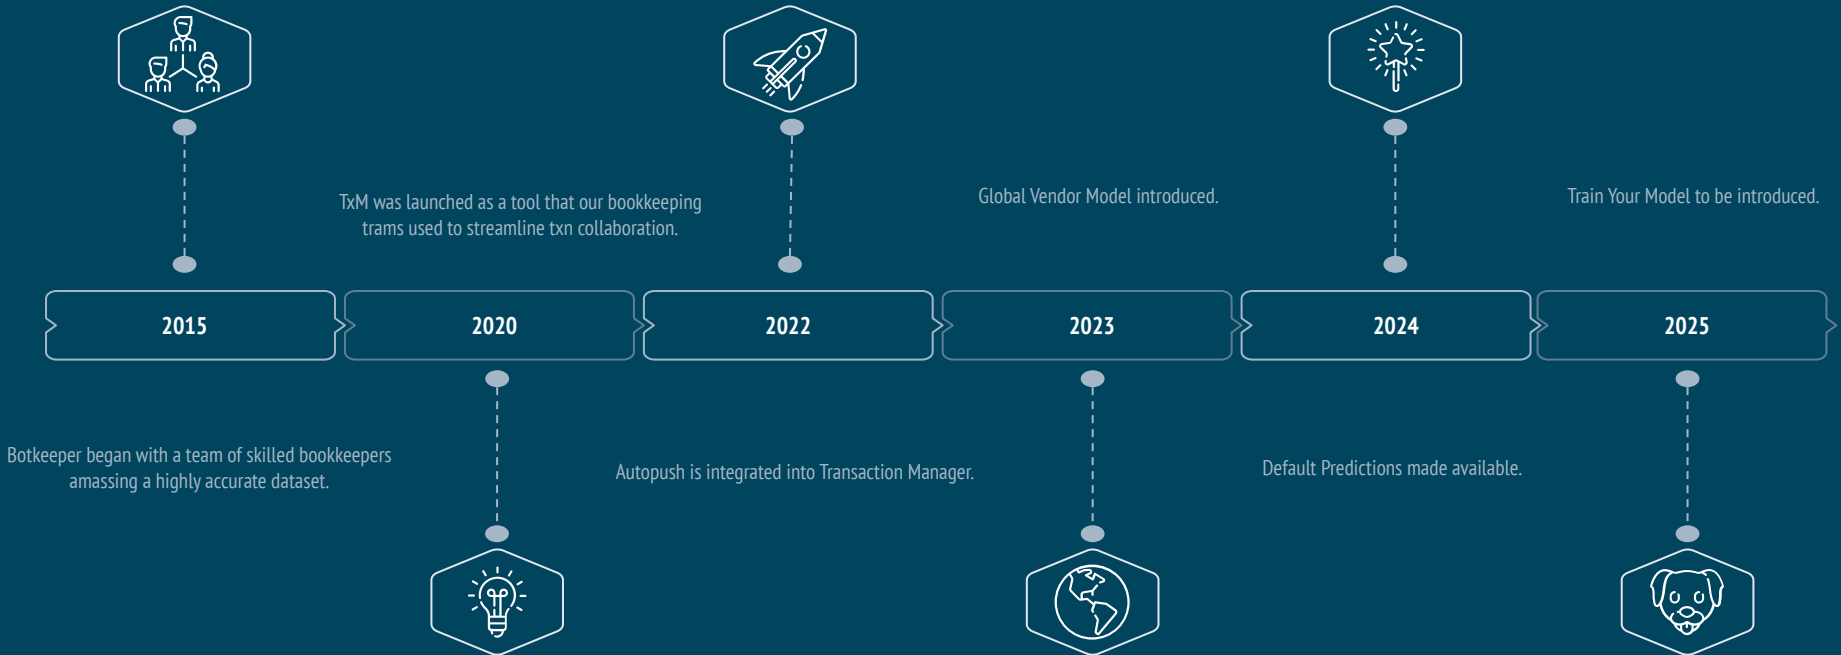 TxM was launched as a tool that our bookkeeping
trams used to streamline txn collaboration.
Global Vendor Model introduced.
Train Your Model to be introduced.
2015
2020
2022
2023
2024
2025
Botkeeper began with a team of skilled bookkeepers
amassing a highly accurate dataset.
Autopush is integrated into Transaction Manager.
Default Predictions made available.